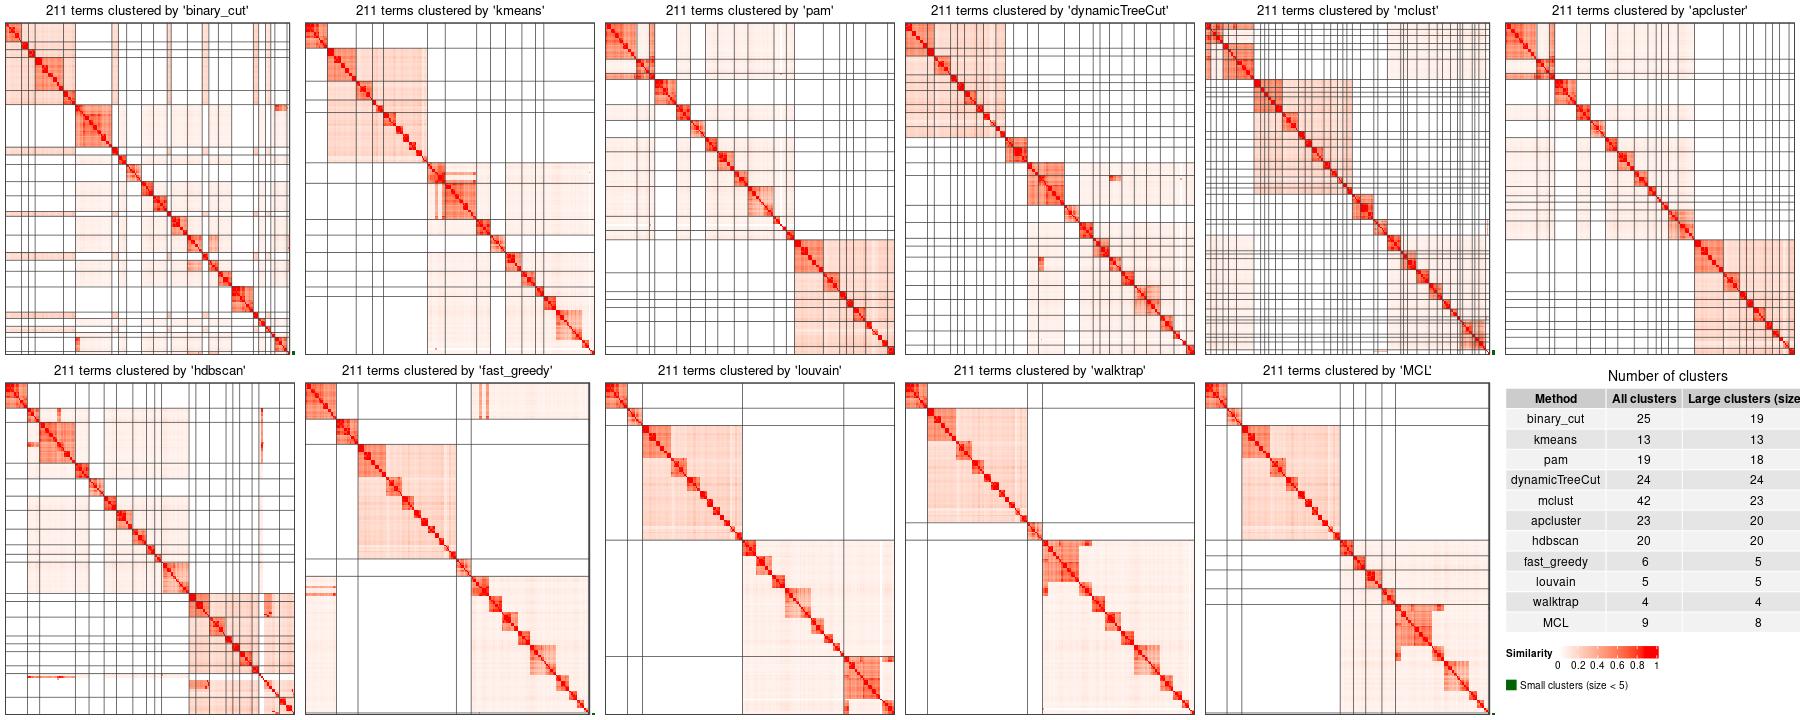 211 terms clustered by 'binary_cut'
211 terms clustered by 'kmeans'
211 terms clustered by 'pam'
211 terms clustered by 'dynamicTreeCut'
211 terms clustered by 'mclust'
211 terms clustered by 'apcluster'
211 terms clustered by 'hdbscan'
211 terms clustered by 'fast_greedy'
211 terms clustered by 'louvain'
211 terms clustered by 'walktrap'
211 terms clustered by 'MCL'
Number of clusters
Method All clusters Large clusters (size
binary_cut 25 19
kmeans 13 13
pam 19 18
dynamicTreeCut 24 24
mclust 42 23
apcluster 23 20
hdbscan 20 20
fast_greedy 6 5
louvain 5 5
walktrap 4 4
MCL 9 8
Similarity
0 0.2 0.4 0.6 0.8 1
Small clusters (size < 5)